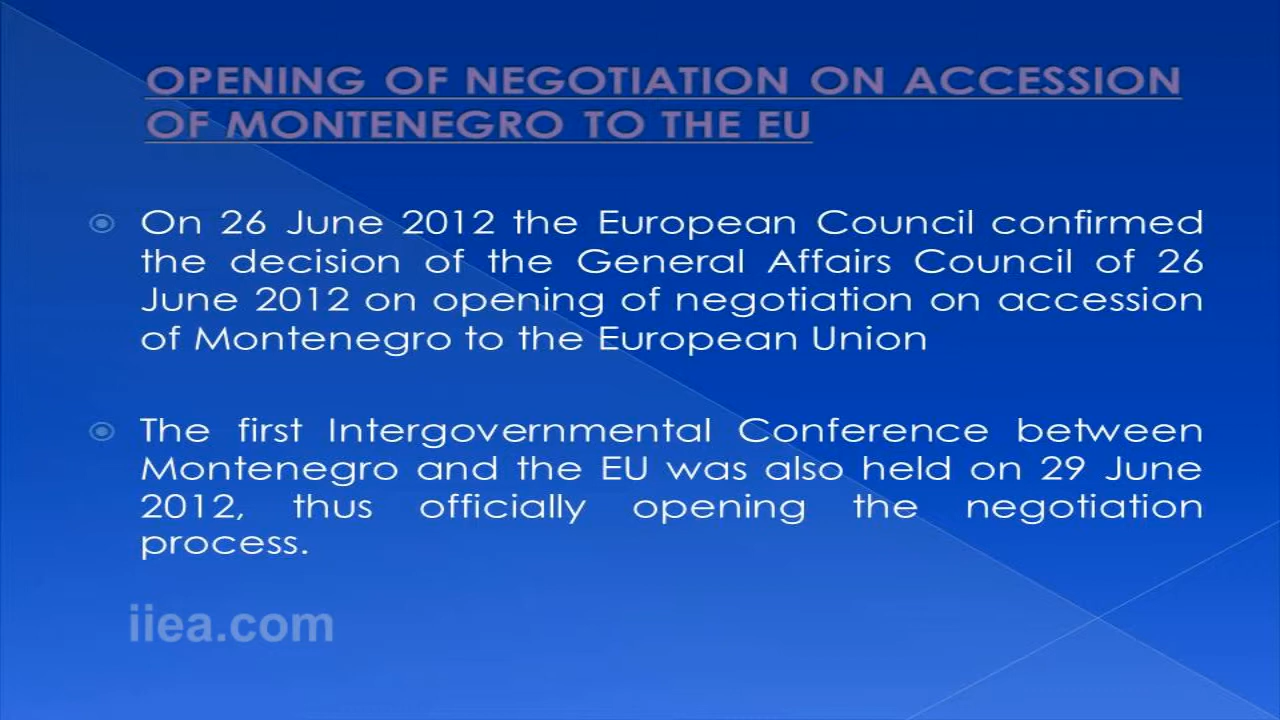 OPENING OF NEGOTIATION ON ACCESSION
OF MONTENEGRO TO THE EU
On 26 June 2012 the European Council confirmed
the decision of the General Affairs Council of 26
June 2012 on opening of negotiation on accession
of Montenegro to the European Union
The first Intergovernmental Conference between
Montenegro and the EU was also held on 29 June
2012, thus officially opening the negotiation
process.
iiea.com